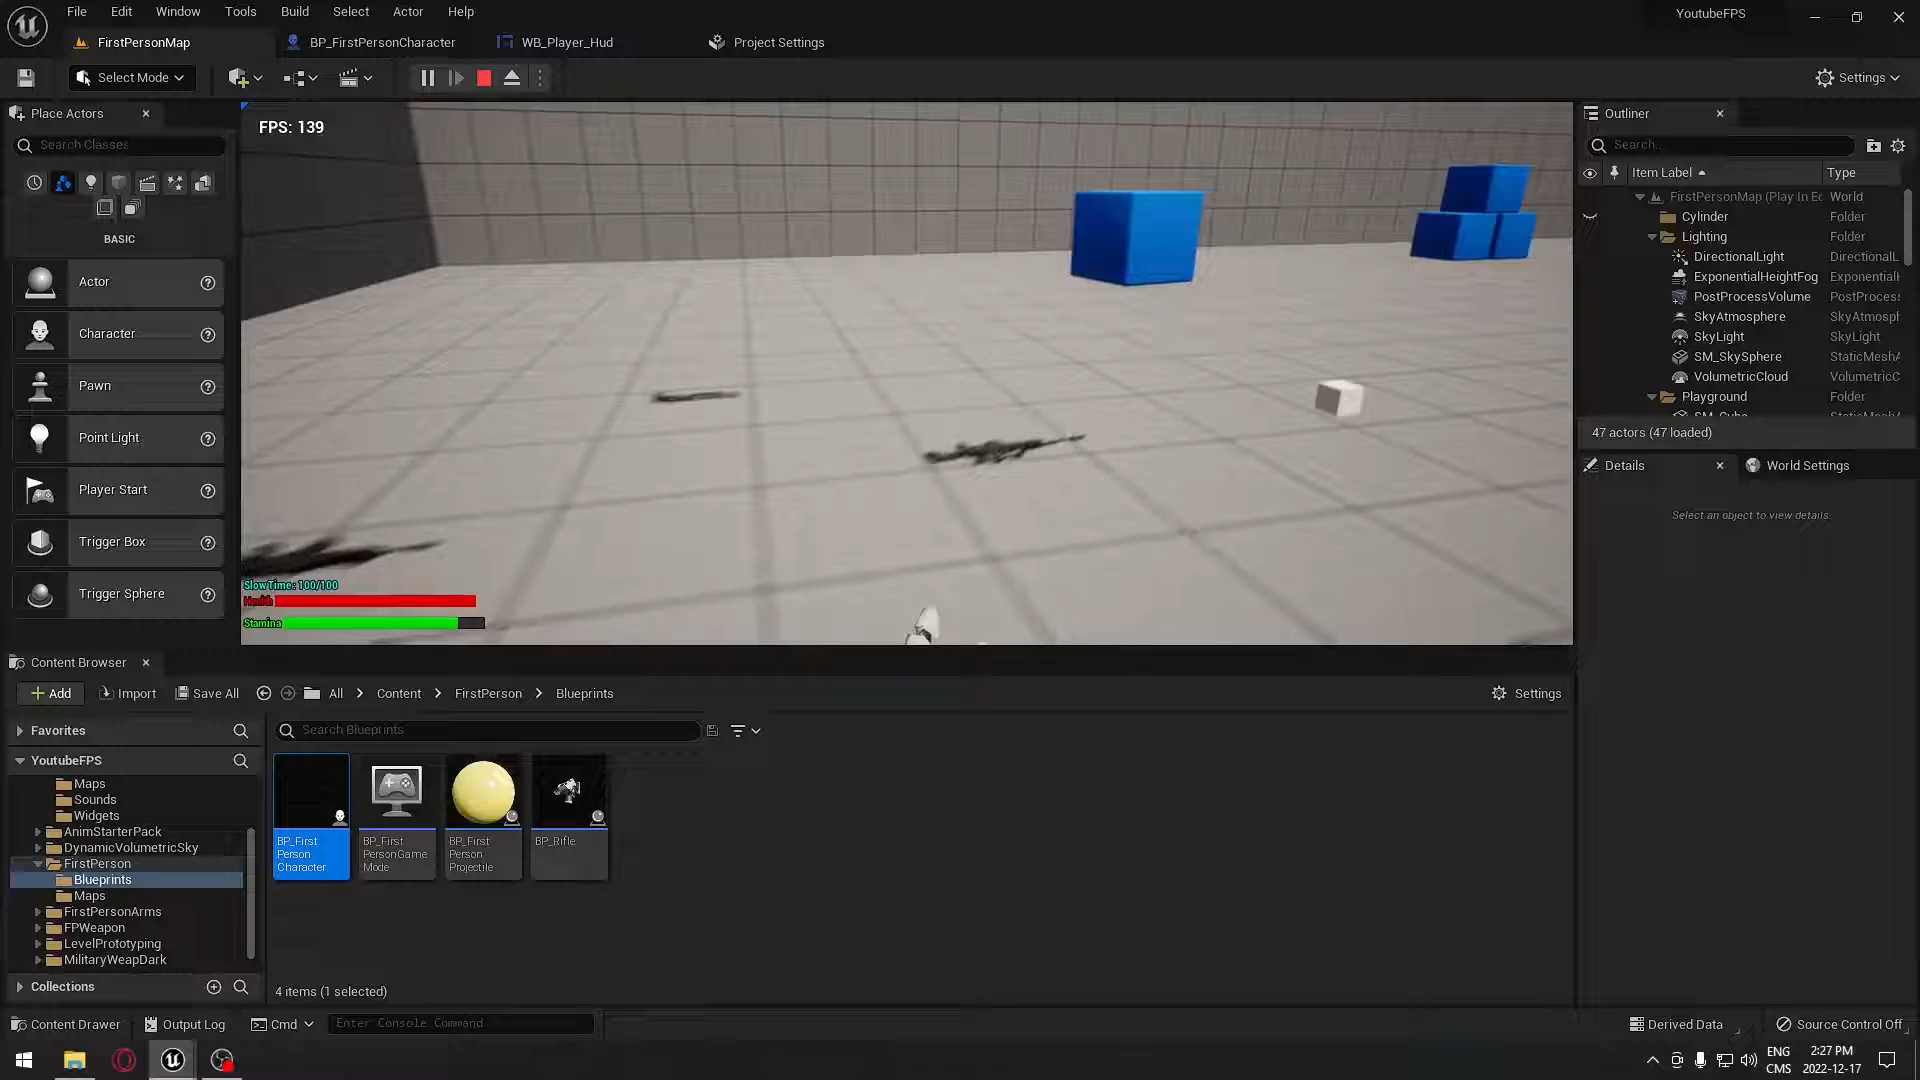 File Edit Window Tools Build Select Actor Help
YoutubeFPS
FirstPersonMap
BP_FirstPersonCharacter
WB_Player_Hud
Project Settings
Select Mode
Settings
Place Actors
Search Classes
BASIC
Actor
Character
Pawn
Point Light
Player Start
Trigger Box
Trigger Sphere
FPS: 139
SlowTime: 100/100
Health
Stamina
Outliner
Search...
Item Label
Type
FirstPersonMap (Play In Ec World
Cylinder Folder
Lighting Folder
DirectionalLight DirectionalL
ExponentialHeightFog Exponential
PostProcessVolume PostProcess
SkyAtmosphere SkyAtmosph
SkyLight SkyLight
SM_SkySphere StaticMeshA
VolumetricCloud VolumetricC
Playground Folder
SM_Cube StaticMeshA
47 actors (47 loaded)
Details
World Settings
Select an object to view details.
Content Browser
Add
Import
Save All
All
Content
FirstPerson
Blueprints
Settings
Favorites
Search Blueprints
YoutubeFPS
Maps
Sounds
Widgets
AnimStarterPack
DynamicVolumetricSky
FirstPerson
Blueprints
Maps
FirstPersonArms
FPWeapon
LevelPrototyping
MilitaryWeapDark
Collections
BP_First
Person
Character
BP_First
PersonGame
Mode
BP_First
Person
Projectile
BP_Rifle
4 items (1 selected)
Content Drawer
Output Log
Cmd
Enter Console Command
Derived Data
Source Control Off
ENG
CMS
2:27 PM
2022-12-17